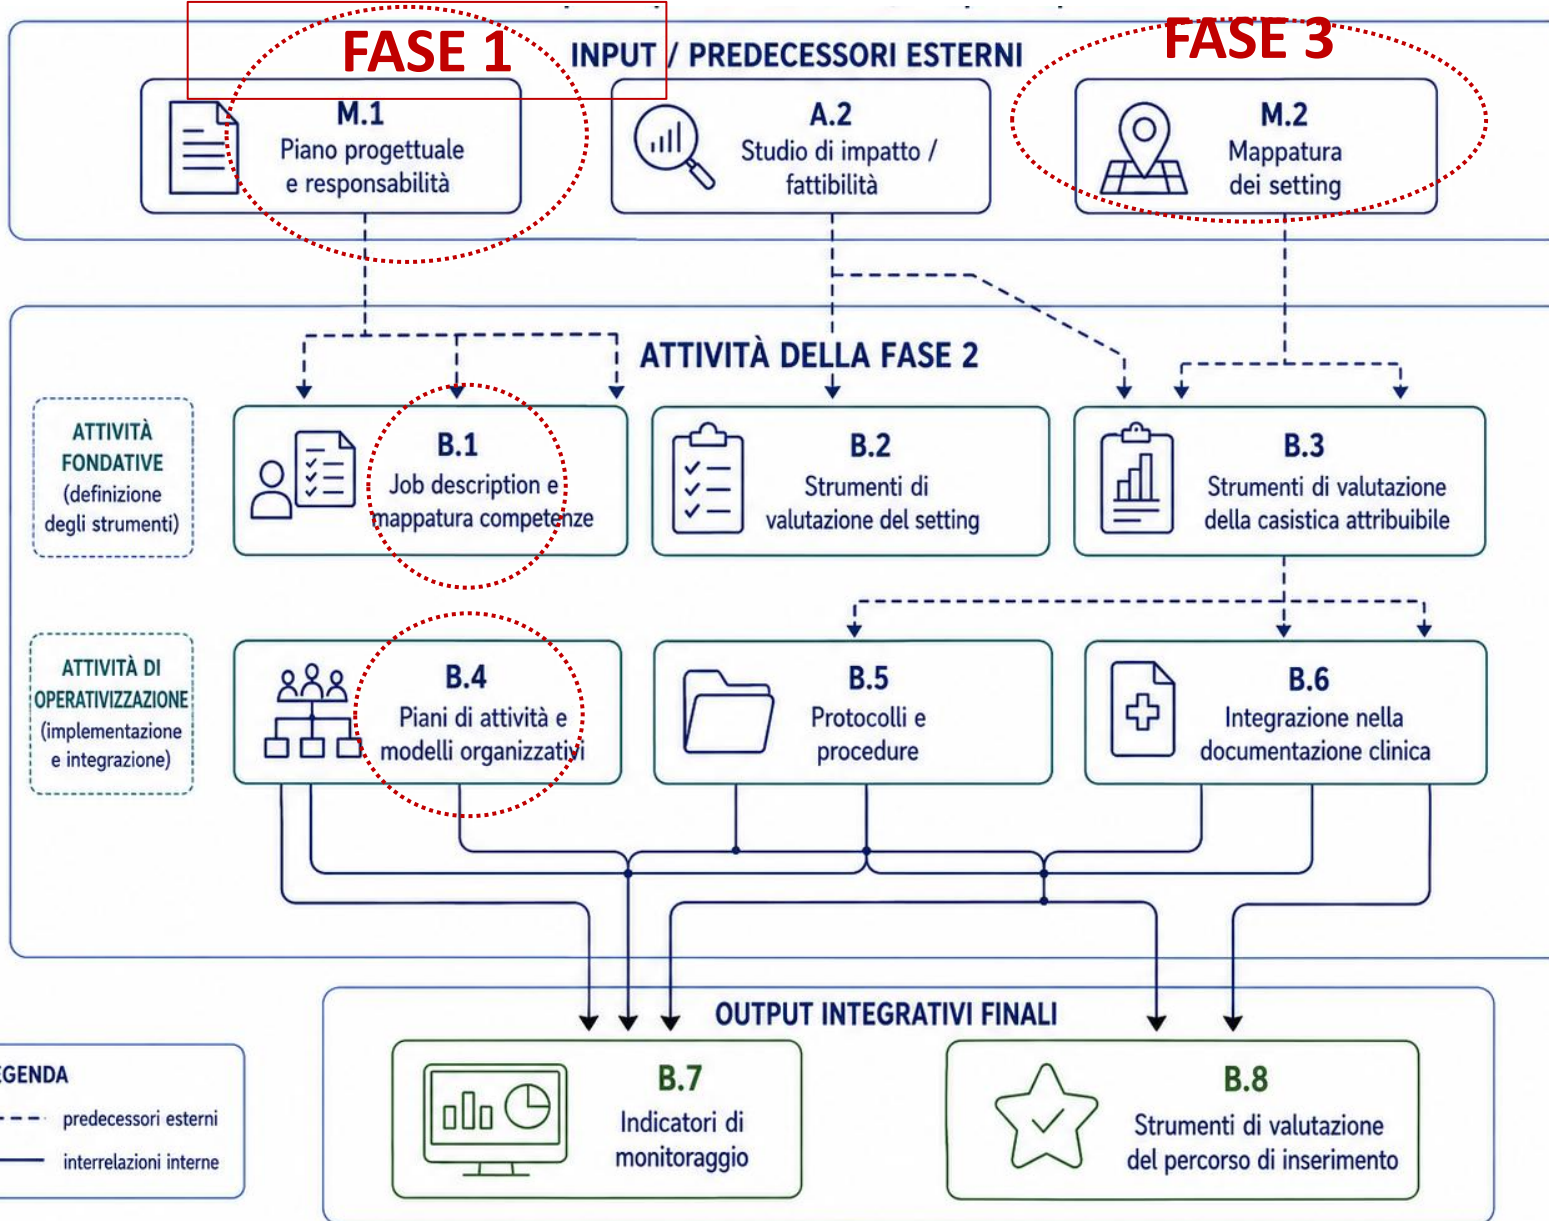 FASE 1
INPUT / PREDECESSORI ESTERNI
FASE 3
M.1
Piano progettuale
e responsabilità
A.2
Studio di impatto /
fattibilità
M.2
Mappatura
dei setting
ATTIVITÀ DELLA FASE 2
ATTIVITÀ
FONDATIVE
(definizione
degli strumenti)
B.1
Job description e
mappatura competenze
B.2
Strumenti di
valutazione del setting
B.3
Strumenti di valutazione
della casistica attribuibile
ATTIVITÀ DI
OPERATIVIZZAZIONE
(implementazione
e integrazione)
B.4
Piani di attività e
modelli organizzativi
B.5
Protocolli e
procedure
B.6
Integrazione nella
documentazione clinica
OUTPUT INTEGRATIVI FINALI
B.7
Indicatori di
monitoraggio
B.8
Strumenti di valutazione
del percorso di inserimento
EGENDA
predecessori esterni
interrelazioni interne